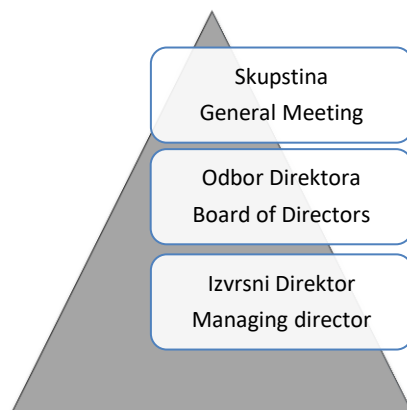 Skupstina
General Meeting
Odbor Direktora
Board of Directors
Izvrsni Direktor
Managing director